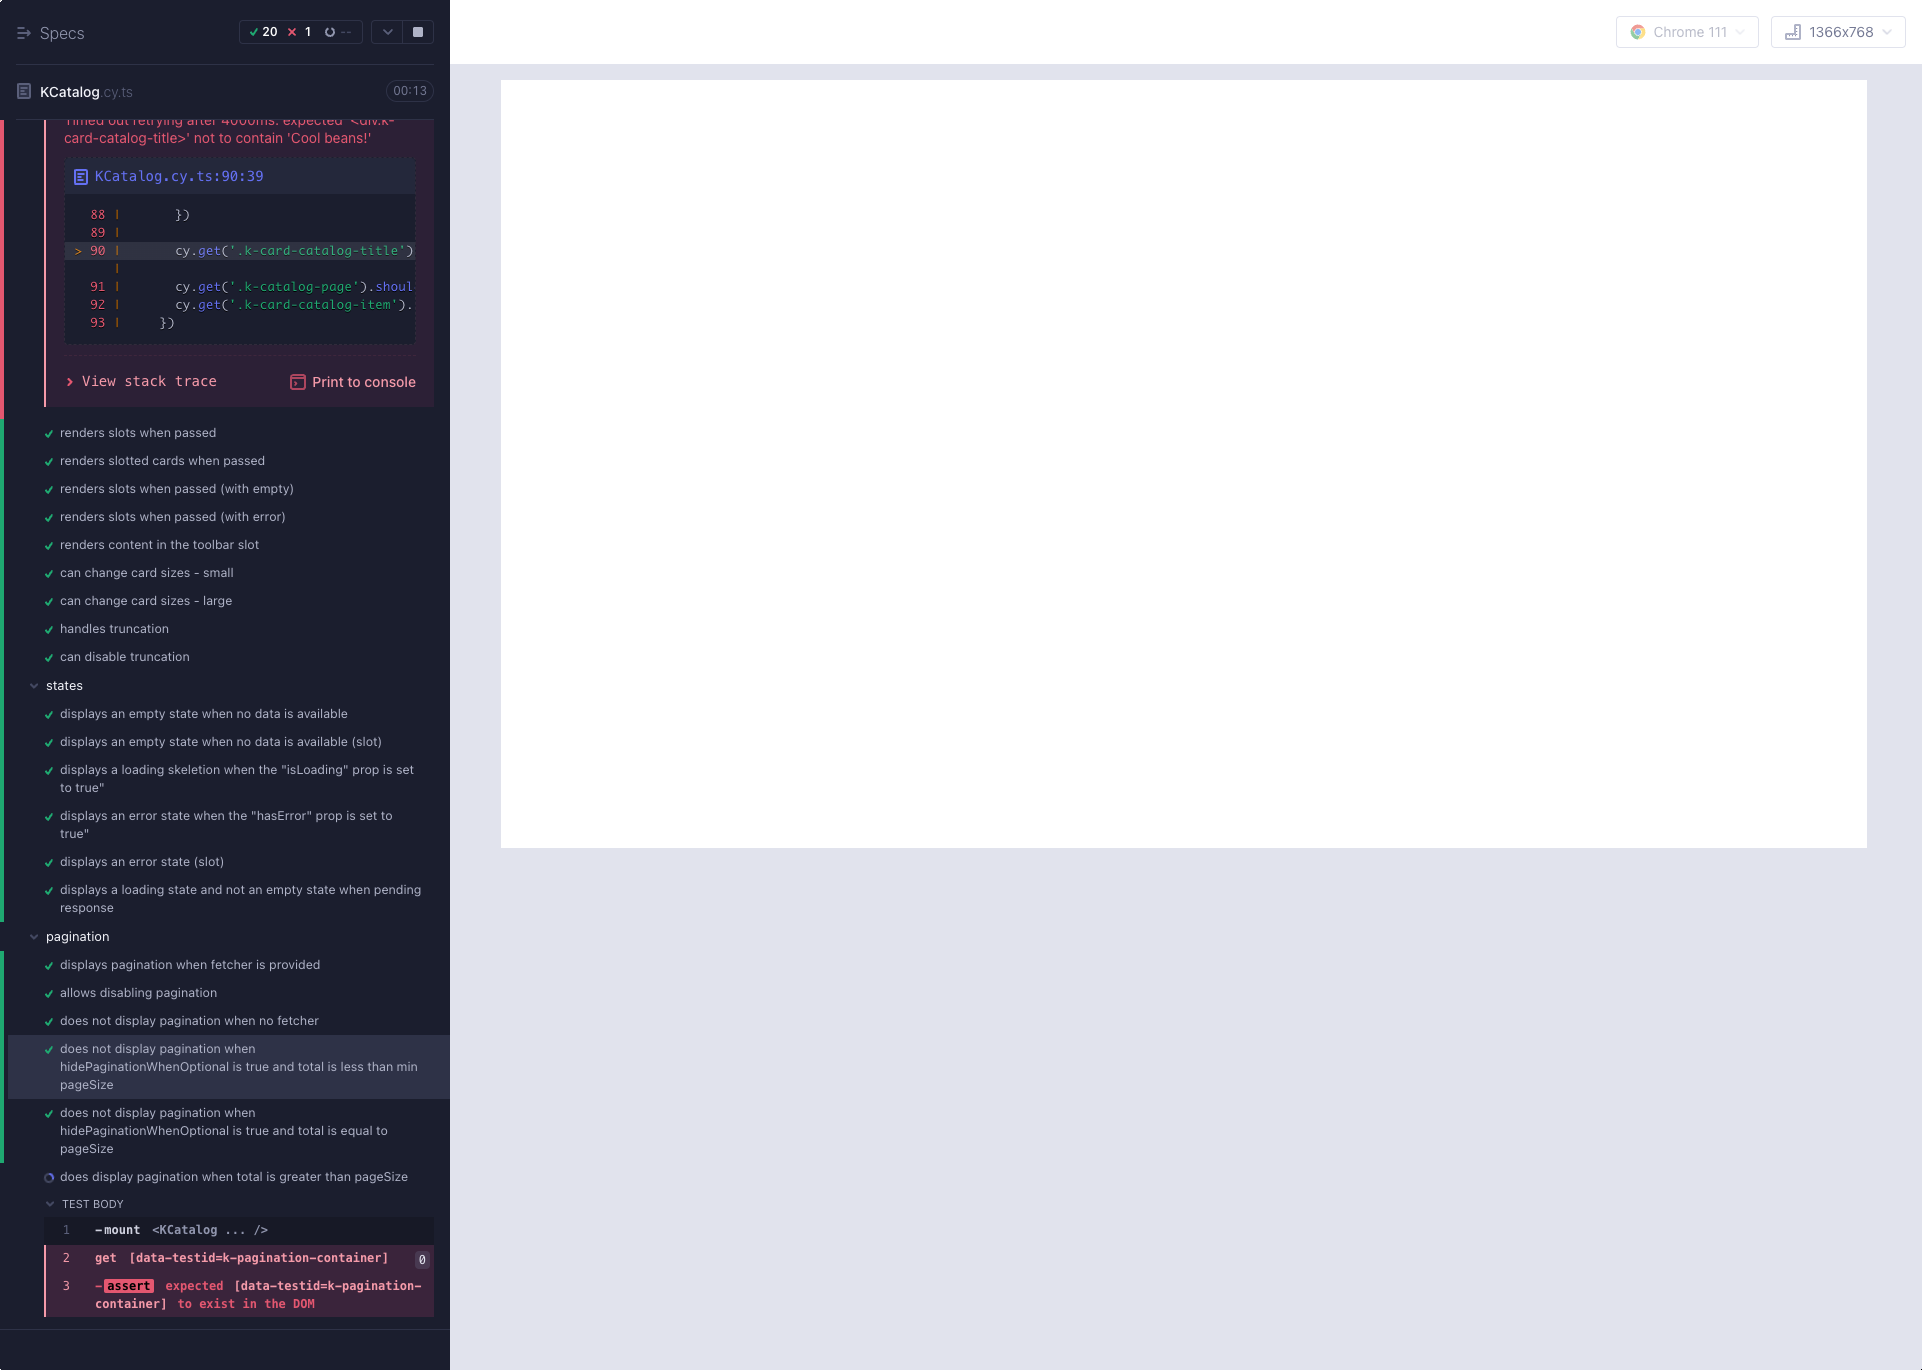 Specs
20 1 --
Chrome 111
1366x768
KCatalog.cy.ts
00:13
Timed out retrying after 4000ms: expected '<div.k-
card-catalog-title>' not to contain 'Cool beans!'
KCatalog.cy.ts:90:39
88 | })
89 |
> 90 | cy.get('.k-card-catalog-title')
|
91 | cy.get('.k-catalog-page').shoul
92 | cy.get('.k-card-catalog-item').
93 | })
View stack trace
Print to console
renders slots when passed
renders slotted cards when passed
renders slots when passed (with empty)
renders slots when passed (with error)
renders content in the toolbar slot
can change card sizes - small
can change card sizes - large
handles truncation
can disable truncation
states
displays an empty state when no data is available
displays an empty state when no data is available (slot)
displays a loading skeletion when the "isLoading" prop is set
to true"
displays an error state when the "hasError" prop is set to
true"
displays an error state (slot)
displays a loading state and not an empty state when pending
response
pagination
displays pagination when fetcher is provided
allows disabling pagination
does not display pagination when no fetcher
does not display pagination when
hidePaginationWhenOptional is true and total is less than min
pageSize
does not display pagination when
hidePaginationWhenOptional is true and total is equal to
pageSize
does display pagination when total is greater than pageSize
TEST BODY
1 -mount <KCatalog ... />
2 get [data-testid=k-pagination-container] 0
3 -assert expected [data-testid=k-pagination-
container] to exist in the DOM